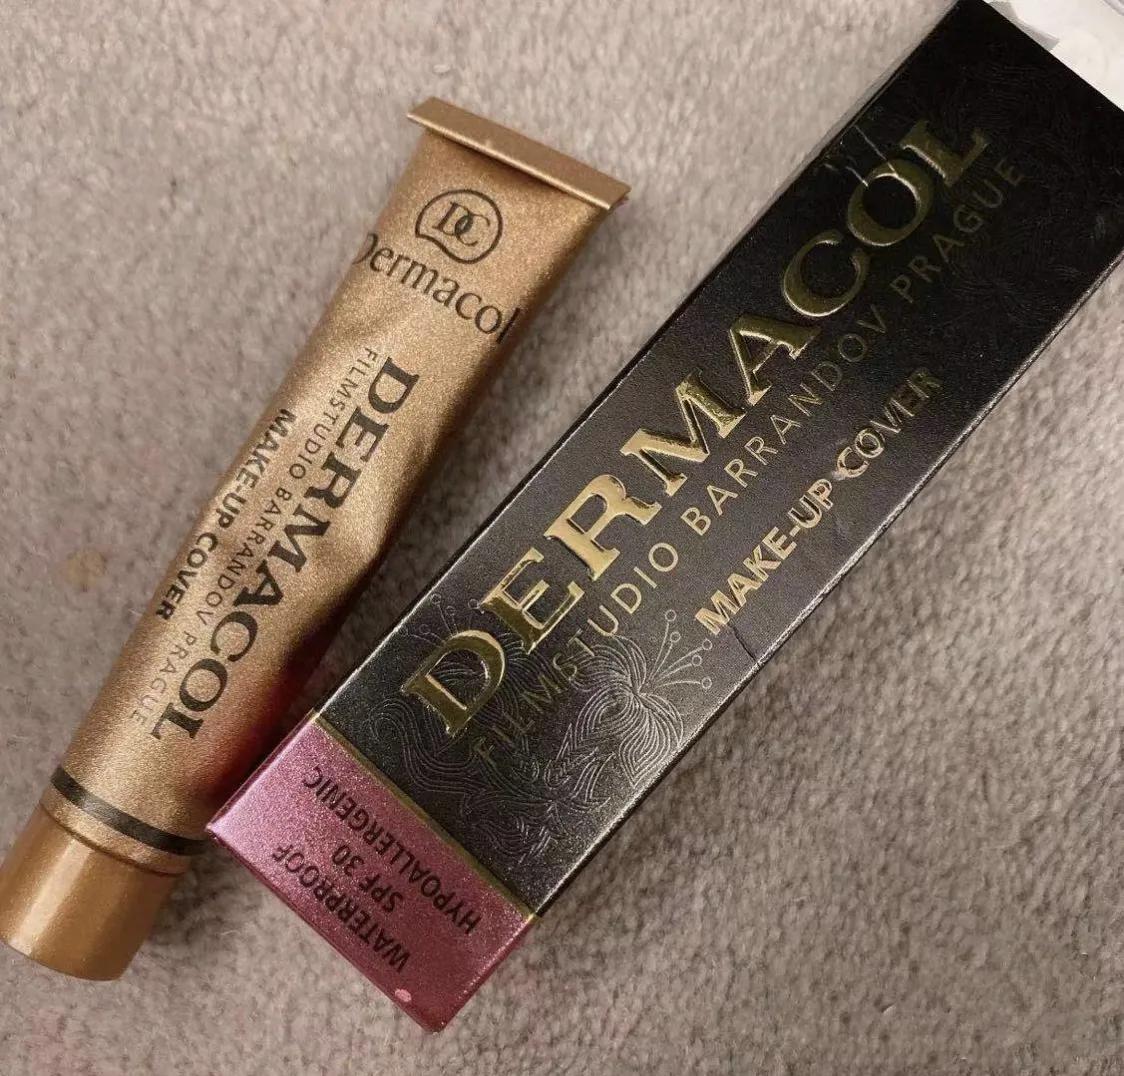 DC
Dermacol
DERMACOL
FILMSTUDIO BARRANDOV PRAGUE
MAKE-UP COVER
DERMACOL
FILMSTUDIO BARRANDOV PRAGUE
MAKE-UP COVER
WATERPROOF
SPF 30
HYPOALLERGENIC